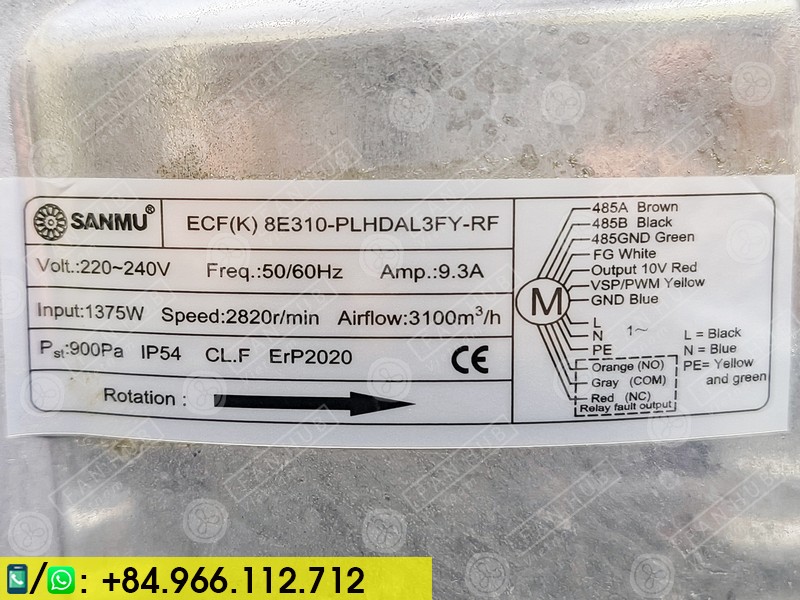 SANMU® ECF(K) 8E310-PLHDAL3FY-RF
Volt.:220~240V Freq.:50/60Hz Amp.:9.3A
Input:1375W Speed:2820r/min Airflow:3100m³/h
Pst:900Pa IP54 CL.F ErP2020 CE
Rotation :
485A Brown
485B Black
485GND Green
FG White
Output 10V Red
VSP/PWM Yellow
GND Blue
M
L
N 1~
PE
L = Black
N = Blue
PE= Yellow
and green
Orange (NO)
Gray (COM)
Red (NC)
Relay fault output
FANHUB
/ : +84.966.112.712